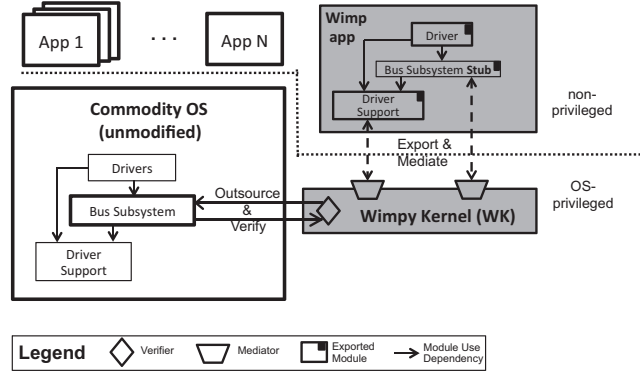 App 1
. . .
App N
Wimp
app
Driver
Bus Subsystem Stub
Driver
Support
non-
privileged
Commodity OS
(unmodified)
Export &
Mediate
OS-
privileged
Drivers
Bus Subsystem
Driver
Support
Outsource
&
Verify
Wimpy Kernel (WK)
Legend
Verifier
Mediator
Exported
Module
Module Use
Dependency